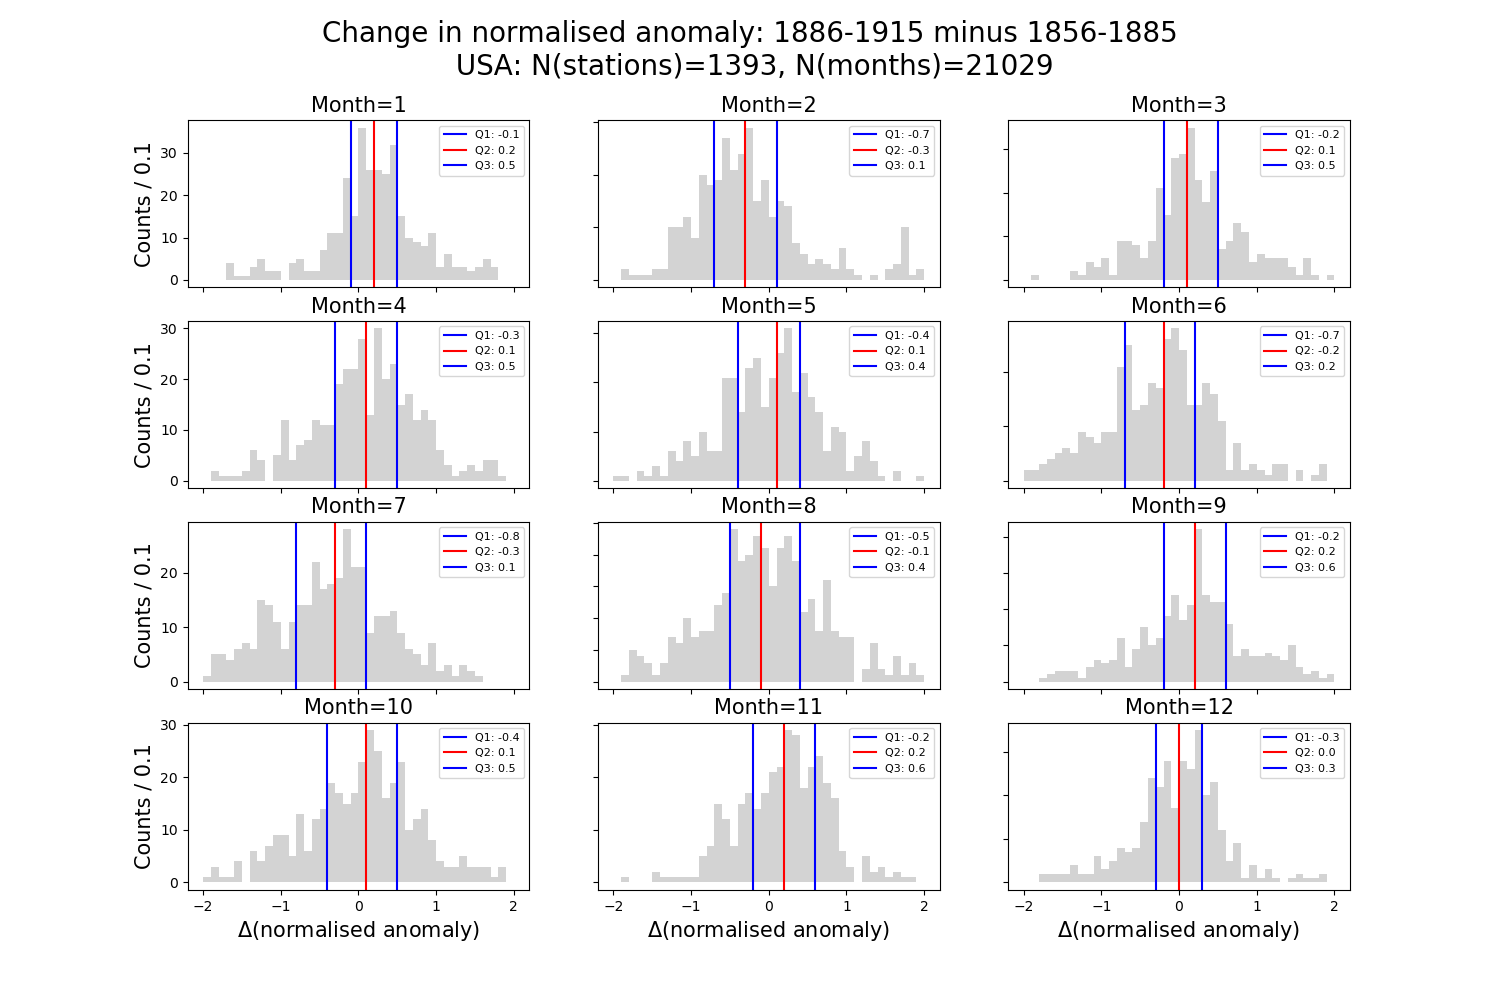 Change in normalised anomaly: 1886-1915 minus 1856-1885
USA: N(stations)=1393, N(months)=21029
Month=1
Counts / 0.1
30
20
10
0
Q1: -0.1
Q2: 0.2
Q3: 0.5
Month=2
Q1: -0.7
Q2: -0.3
Q3: 0.1
Month=3
Q1: -0.2
Q2: 0.1
Q3: 0.5
Month=4
Counts / 0.1
30
20
10
0
Q1: -0.3
Q2: 0.1
Q3: 0.5
Month=5
Q1: -0.4
Q2: 0.1
Q3: 0.4
Month=6
Q1: -0.7
Q2: -0.2
Q3: 0.2
Month=7
Counts / 0.1
20
10
0
Q1: -0.8
Q2: -0.3
Q3: 0.1
Month=8
Q1: -0.5
Q2: -0.1
Q3: 0.4
Month=9
Q1: -0.2
Q2: 0.2
Q3: 0.6
Month=10
Counts / 0.1
30
20
10
0
Q1: -0.4
Q2: 0.1
Q3: 0.5
−2 −1 0 1 2
Δ(normalised anomaly)
Month=11
Q1: -0.2
Q2: 0.2
Q3: 0.6
−2 −1 0 1 2
Δ(normalised anomaly)
Month=12
Q1: -0.3
Q2: 0.0
Q3: 0.3
−2 −1 0 1 2
Δ(normalised anomaly)